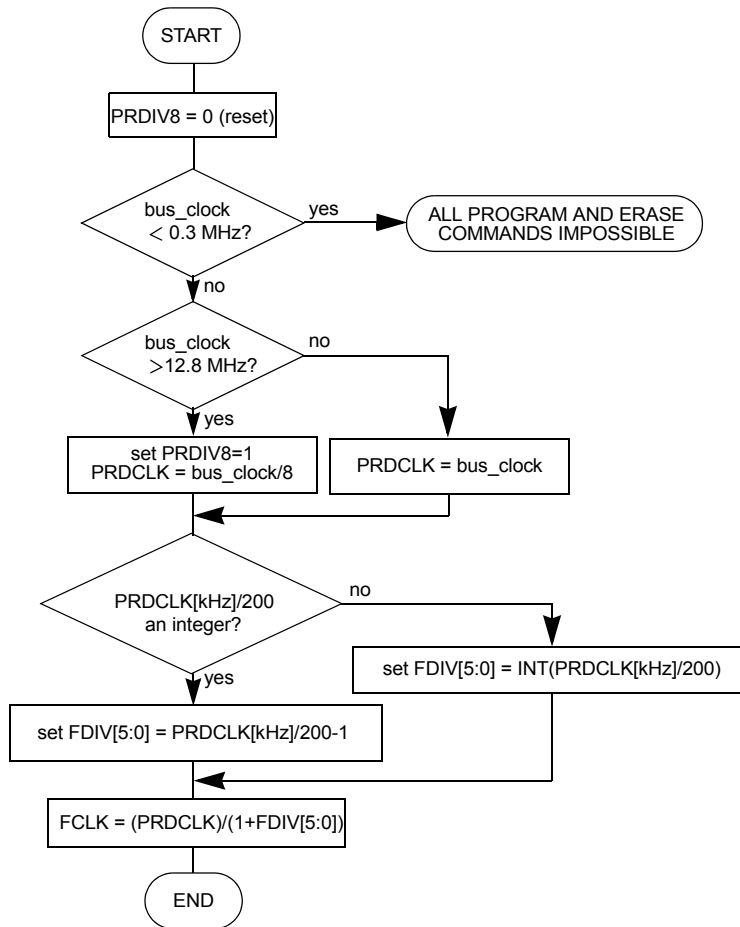 START
PRDIV8 = 0 (reset)
bus_clock
< 0.3 MHz?
yes
ALL PROGRAM AND ERASE
COMMANDS IMPOSSIBLE
no
bus_clock
>12.8 MHz?
no
yes
set PRDIV8=1
PRDCLK = bus_clock/8
PRDCLK = bus_clock
PRDCLK[kHz]/200
an integer?
no
set FDIV[5:0] = INT(PRDCLK[kHz]/200)
yes
set FDIV[5:0] = PRDCLK[kHz]/200-1
FCLK = (PRDCLK)/(1+FDIV[5:0])
END